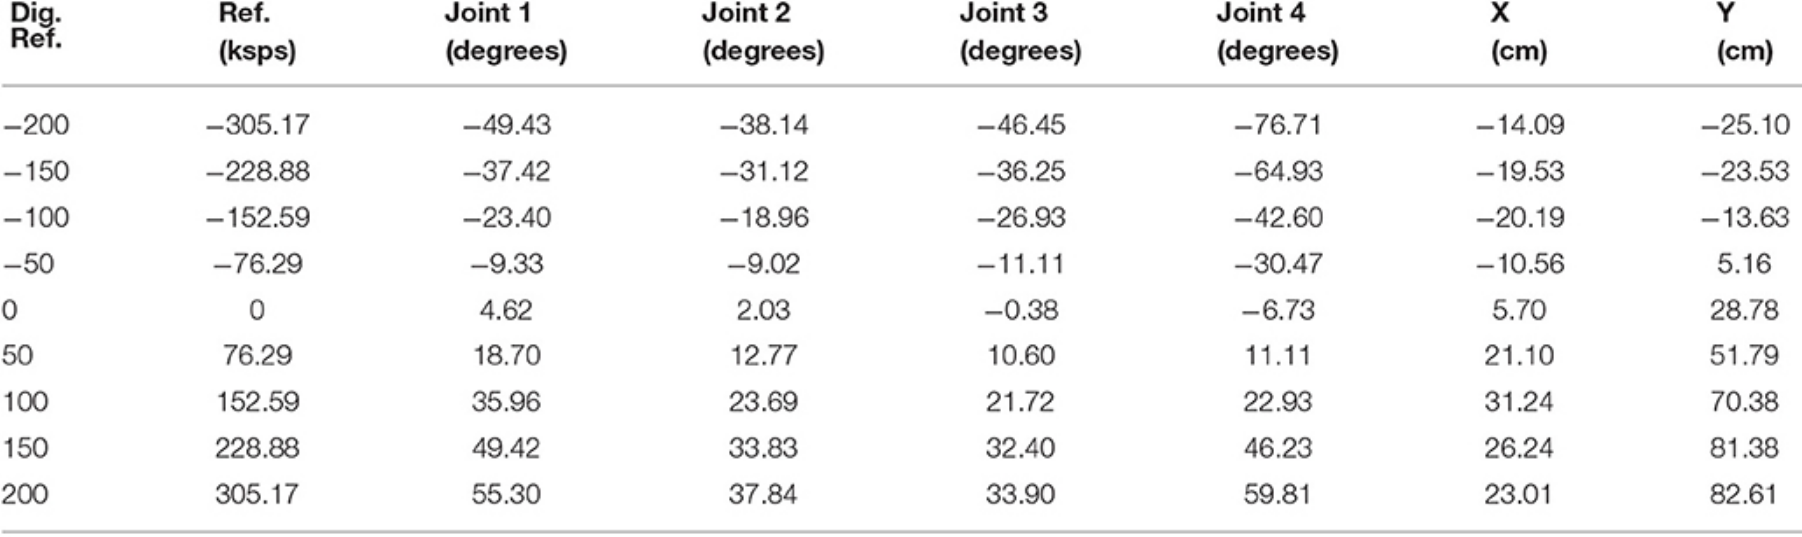 Dig. Ref. Joint 1 Joint 2 Joint 3 Joint 4 X Y
Ref. (ksps) (degrees) (degrees) (degrees) (degrees) (cm) (cm)
−200 −305.17 −49.43 −38.14 −46.45 −76.71 −14.09 −25.10
−150 −228.88 −37.42 −31.12 −36.25 −64.93 −19.53 −23.53
−100 −152.59 −23.40 −18.96 −26.93 −42.60 −20.19 −13.63
−50 −76.29 −9.33 −9.02 −11.11 −30.47 −10.56 5.16
0 0 4.62 2.03 −0.38 −6.73 5.70 28.78
50 76.29 18.70 12.77 10.60 11.11 21.10 51.79
100 152.59 35.96 23.69 21.72 22.93 31.24 70.38
150 228.88 49.42 33.83 32.40 46.23 26.24 81.38
200 305.17 55.30 37.84 33.90 59.81 23.01 82.61